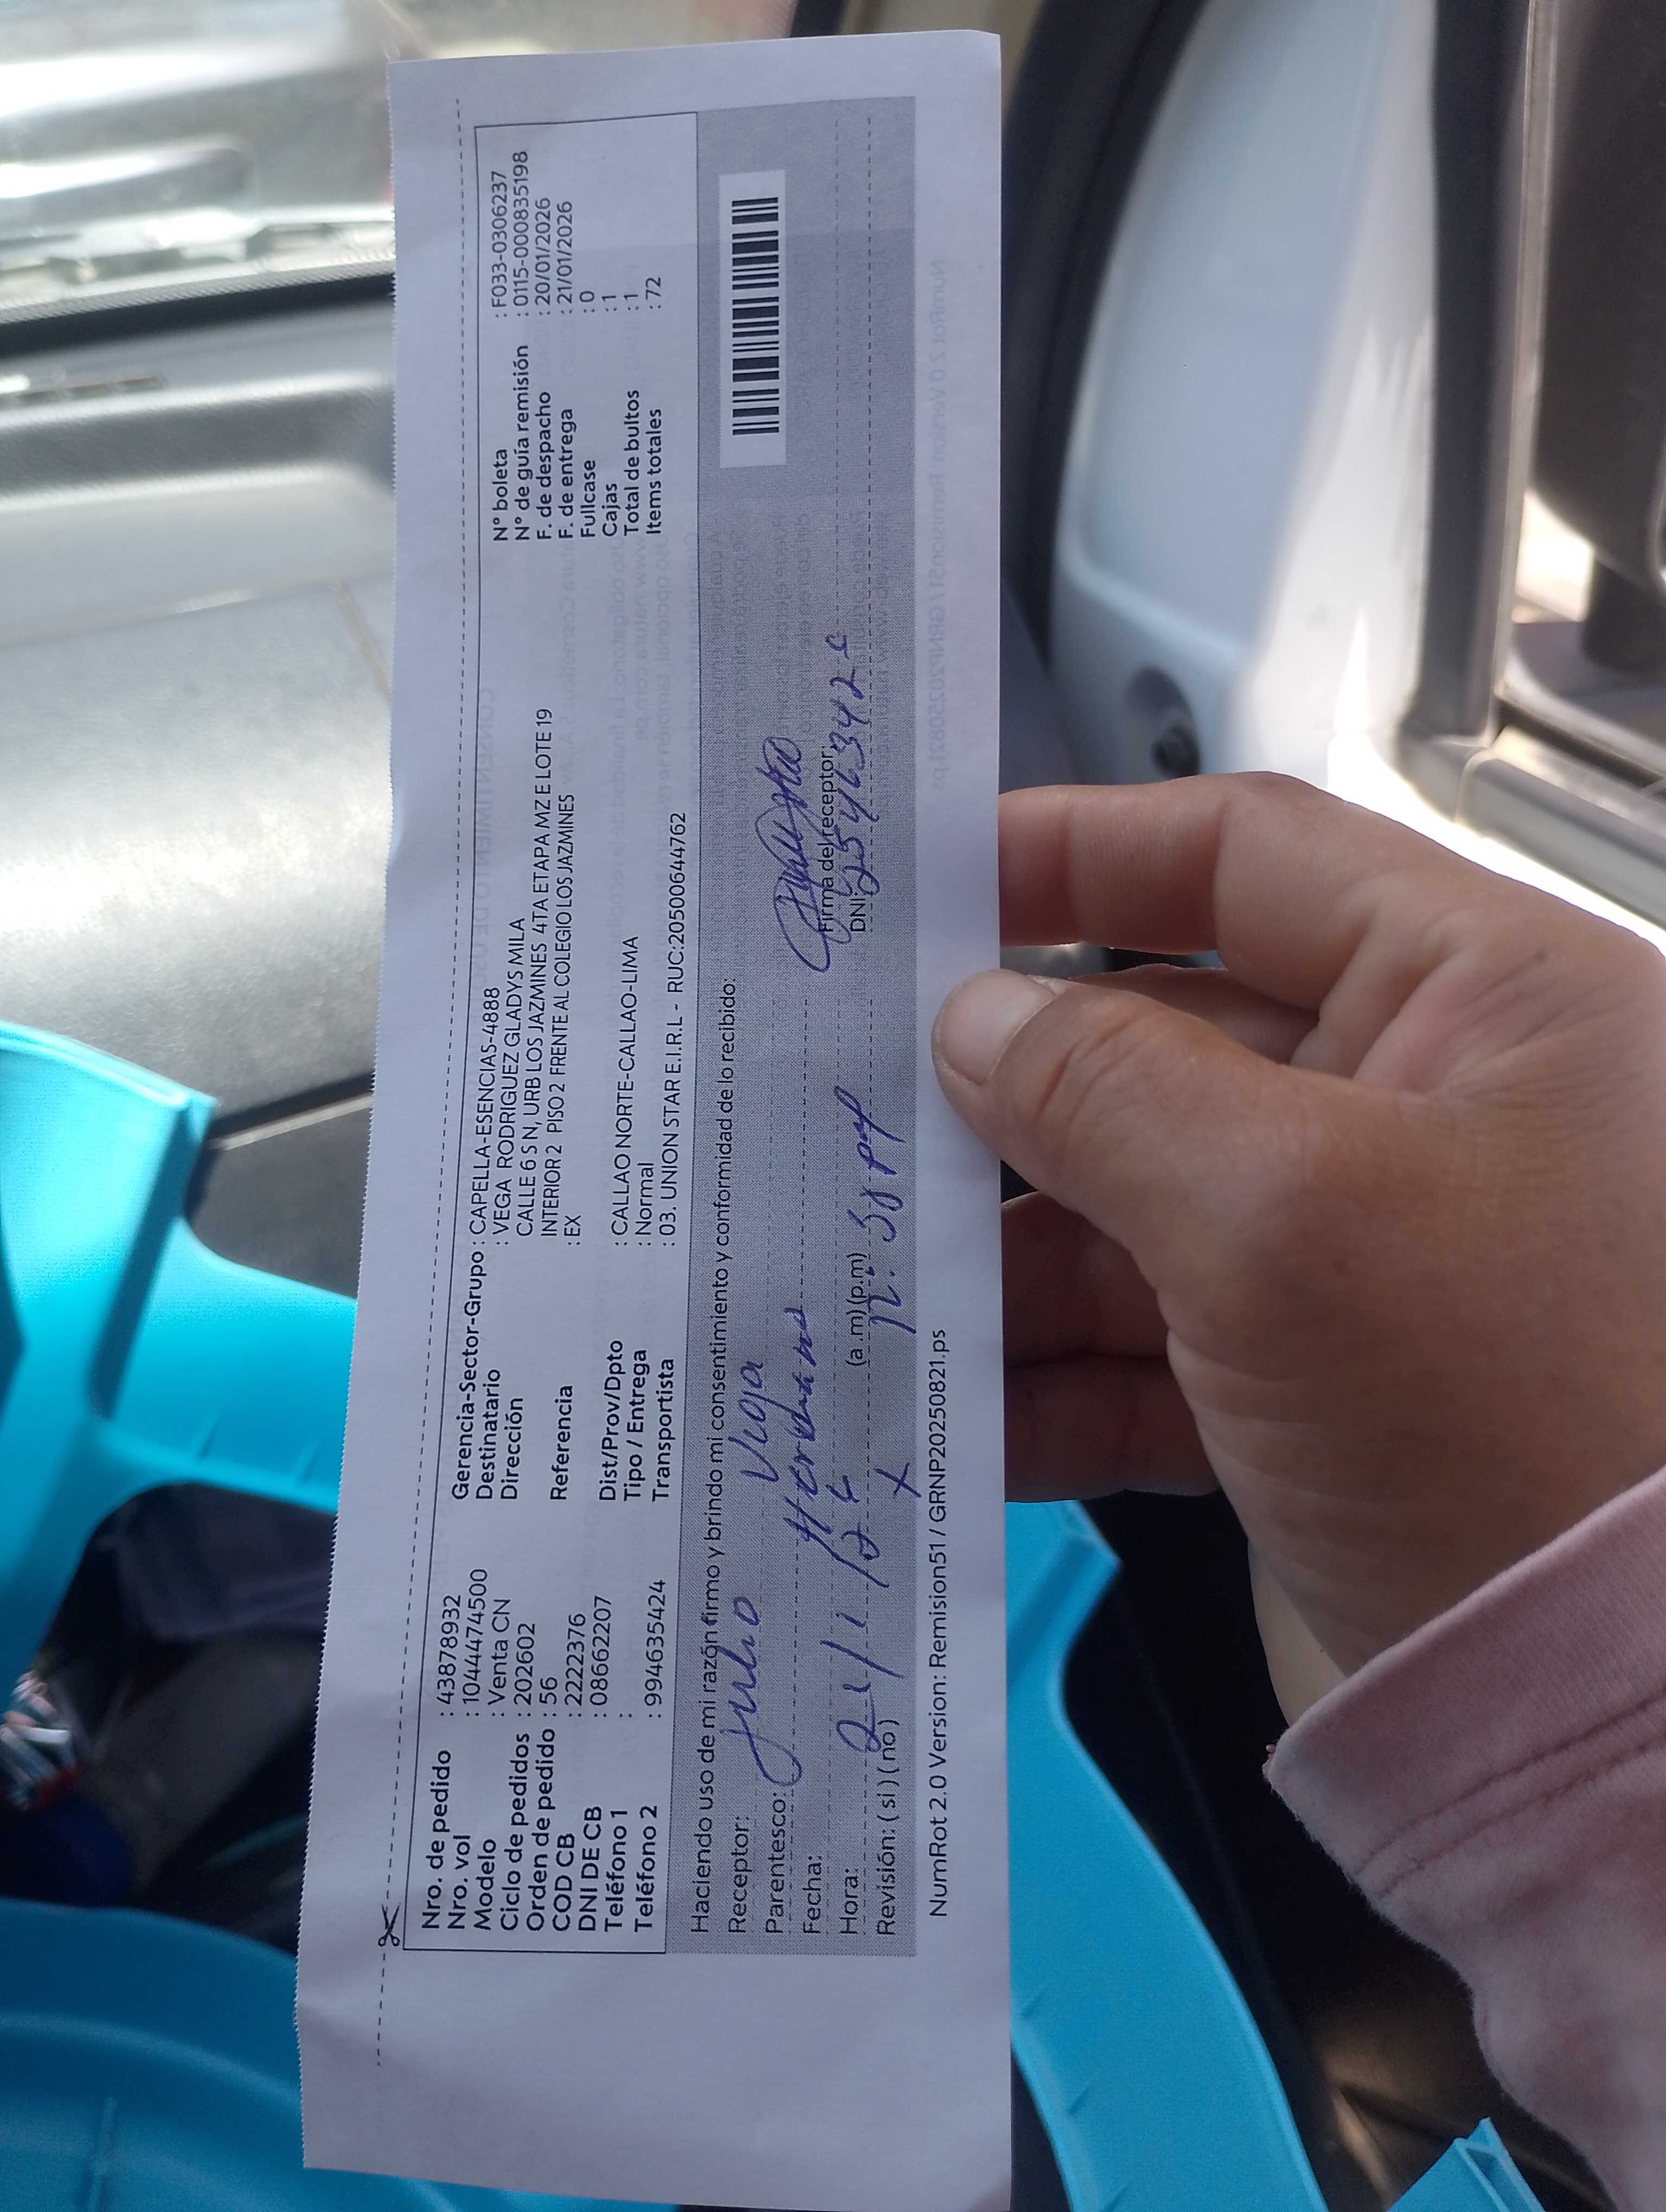 Nro. de pedido : 43878932
Nro. vol : 10444474500
Modelo : Venta CN
Ciclo de pedidos : 202602
Orden de pedido : 56
COD CB : 2222376
DNI DE CB : 08662207
Teléfono 1 :
Teléfono 2 : 994635424
Gerencia-Sector-Grupo : CAPELLA-ESENCIAS-4888
Destinatario : VEGA RODRIGUEZ GLADYS MILA
Dirección CALLE 6 S N, URB LOS JAZMINES 4TA ETAPA MZ E LOTE 19
INTERIOR 2 PISO 2 FRENTE AL COLEGIO LOS JAZMINES
Referencia : EX
Dist/Prov/Dpto : CALLAO NORTE-CALLAO-LIMA
Tipo / Entrega : Normal
Transportista : 03. UNION STAR E.I.R.L - RUC:20500644762
N° boleta : F033-0306237
N° de guía remisión : 0115-0000835198
F. de despacho : 20/01/2026
F. de entrega : 21/01/2026
Fullcase : 0
Cajas : 1
Total de bultos : 1
Items totales : 72
Haciendo uso de mi razón firmo y brindo mi consentimiento y conformidad de lo recibido:
Receptor: Julio Vega
Parentesco: Hermano
Fecha: 21/1/26
Hora: (a .m) (p.m) 12:
Firma del receptor:
DNI:
Revisión: ( si ) ( no ) X
NumRot 2.0 Version: Remision51 / GRNP20250821.ps